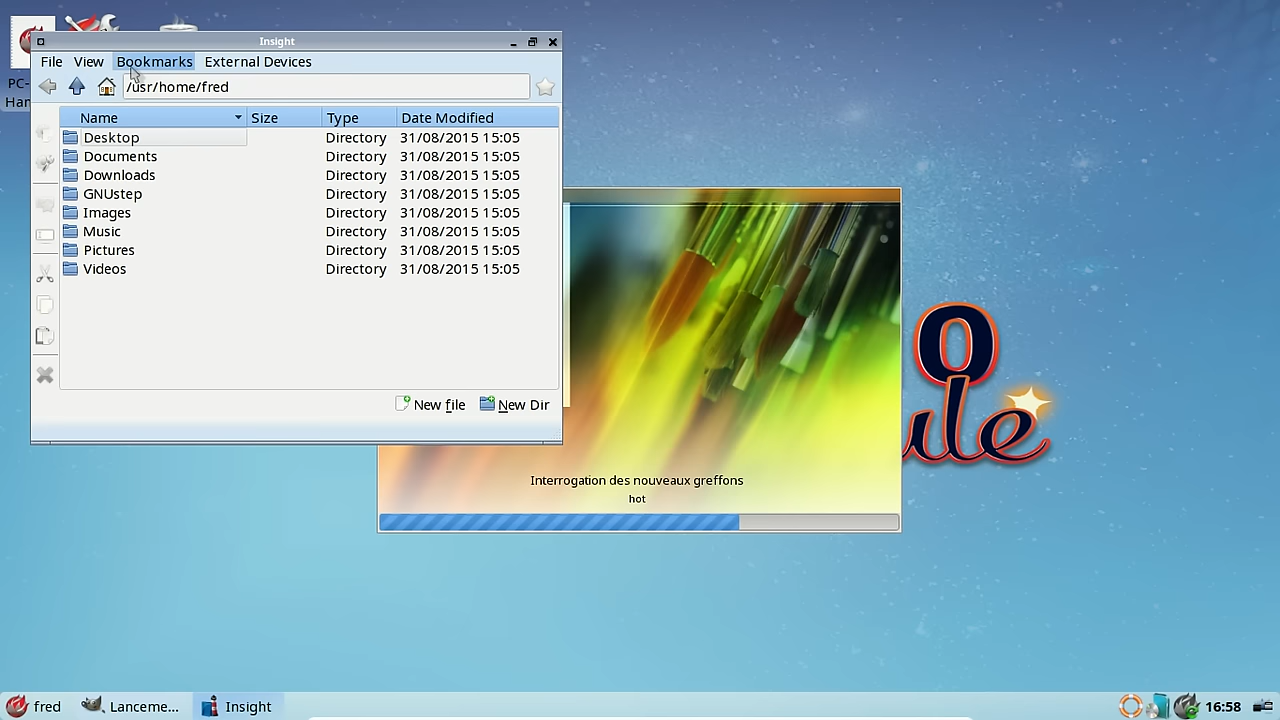 Insight
File View Bookmarks External Devices
/usr/home/fred
Name Size Type Date Modified
Desktop Directory 31/08/2015 15:05
Documents Directory 31/08/2015 15:05
Downloads Directory 31/08/2015 15:05
GNUstep Directory 31/08/2015 15:05
Images Directory 31/08/2015 15:05
Music Directory 31/08/2015 15:05
Pictures Directory 31/08/2015 15:05
Videos Directory 31/08/2015 15:05
New file New Dir
PC-
Han
Interrogation des nouveaux greffons
hot
0
ule
fred Lanceme... Insight 16:58